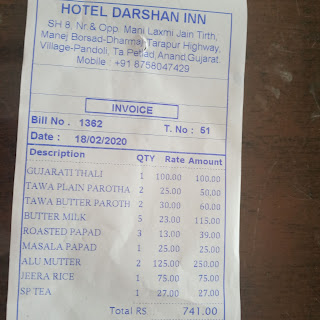 HOTEL DARSHAN INN
SH 8, Nr.& Opp. Mani Laxmi Jain Tirth,
Manej Borsad-Dharmaj Tarapur Highway,
Village-Pandoli, Ta Petlad, Anand, Gujarat.
Mobile : +91 8758047429
INVOICE
Bill No : 1362 T. No : 51
Date : 18/02/2020
Description QTY Rate Amount
GUJARATI THALI 1 100.00 100.00
TAWA PLAIN PAROTHA 2 25.00 50.00
TAWA BUTTER PAROTH 2 30.00 60.00
BUTTER MILK 5 23.00 115.00
ROASTED PAPAD 3 13.00 39.00
MASALA PAPAD 1 25.00 25.00
ALU MUTTER 2 125.00 250.00
JEERA RICE 1 75.00 75.00
SP TEA 1 27.00 27.00
Total RS 741.00